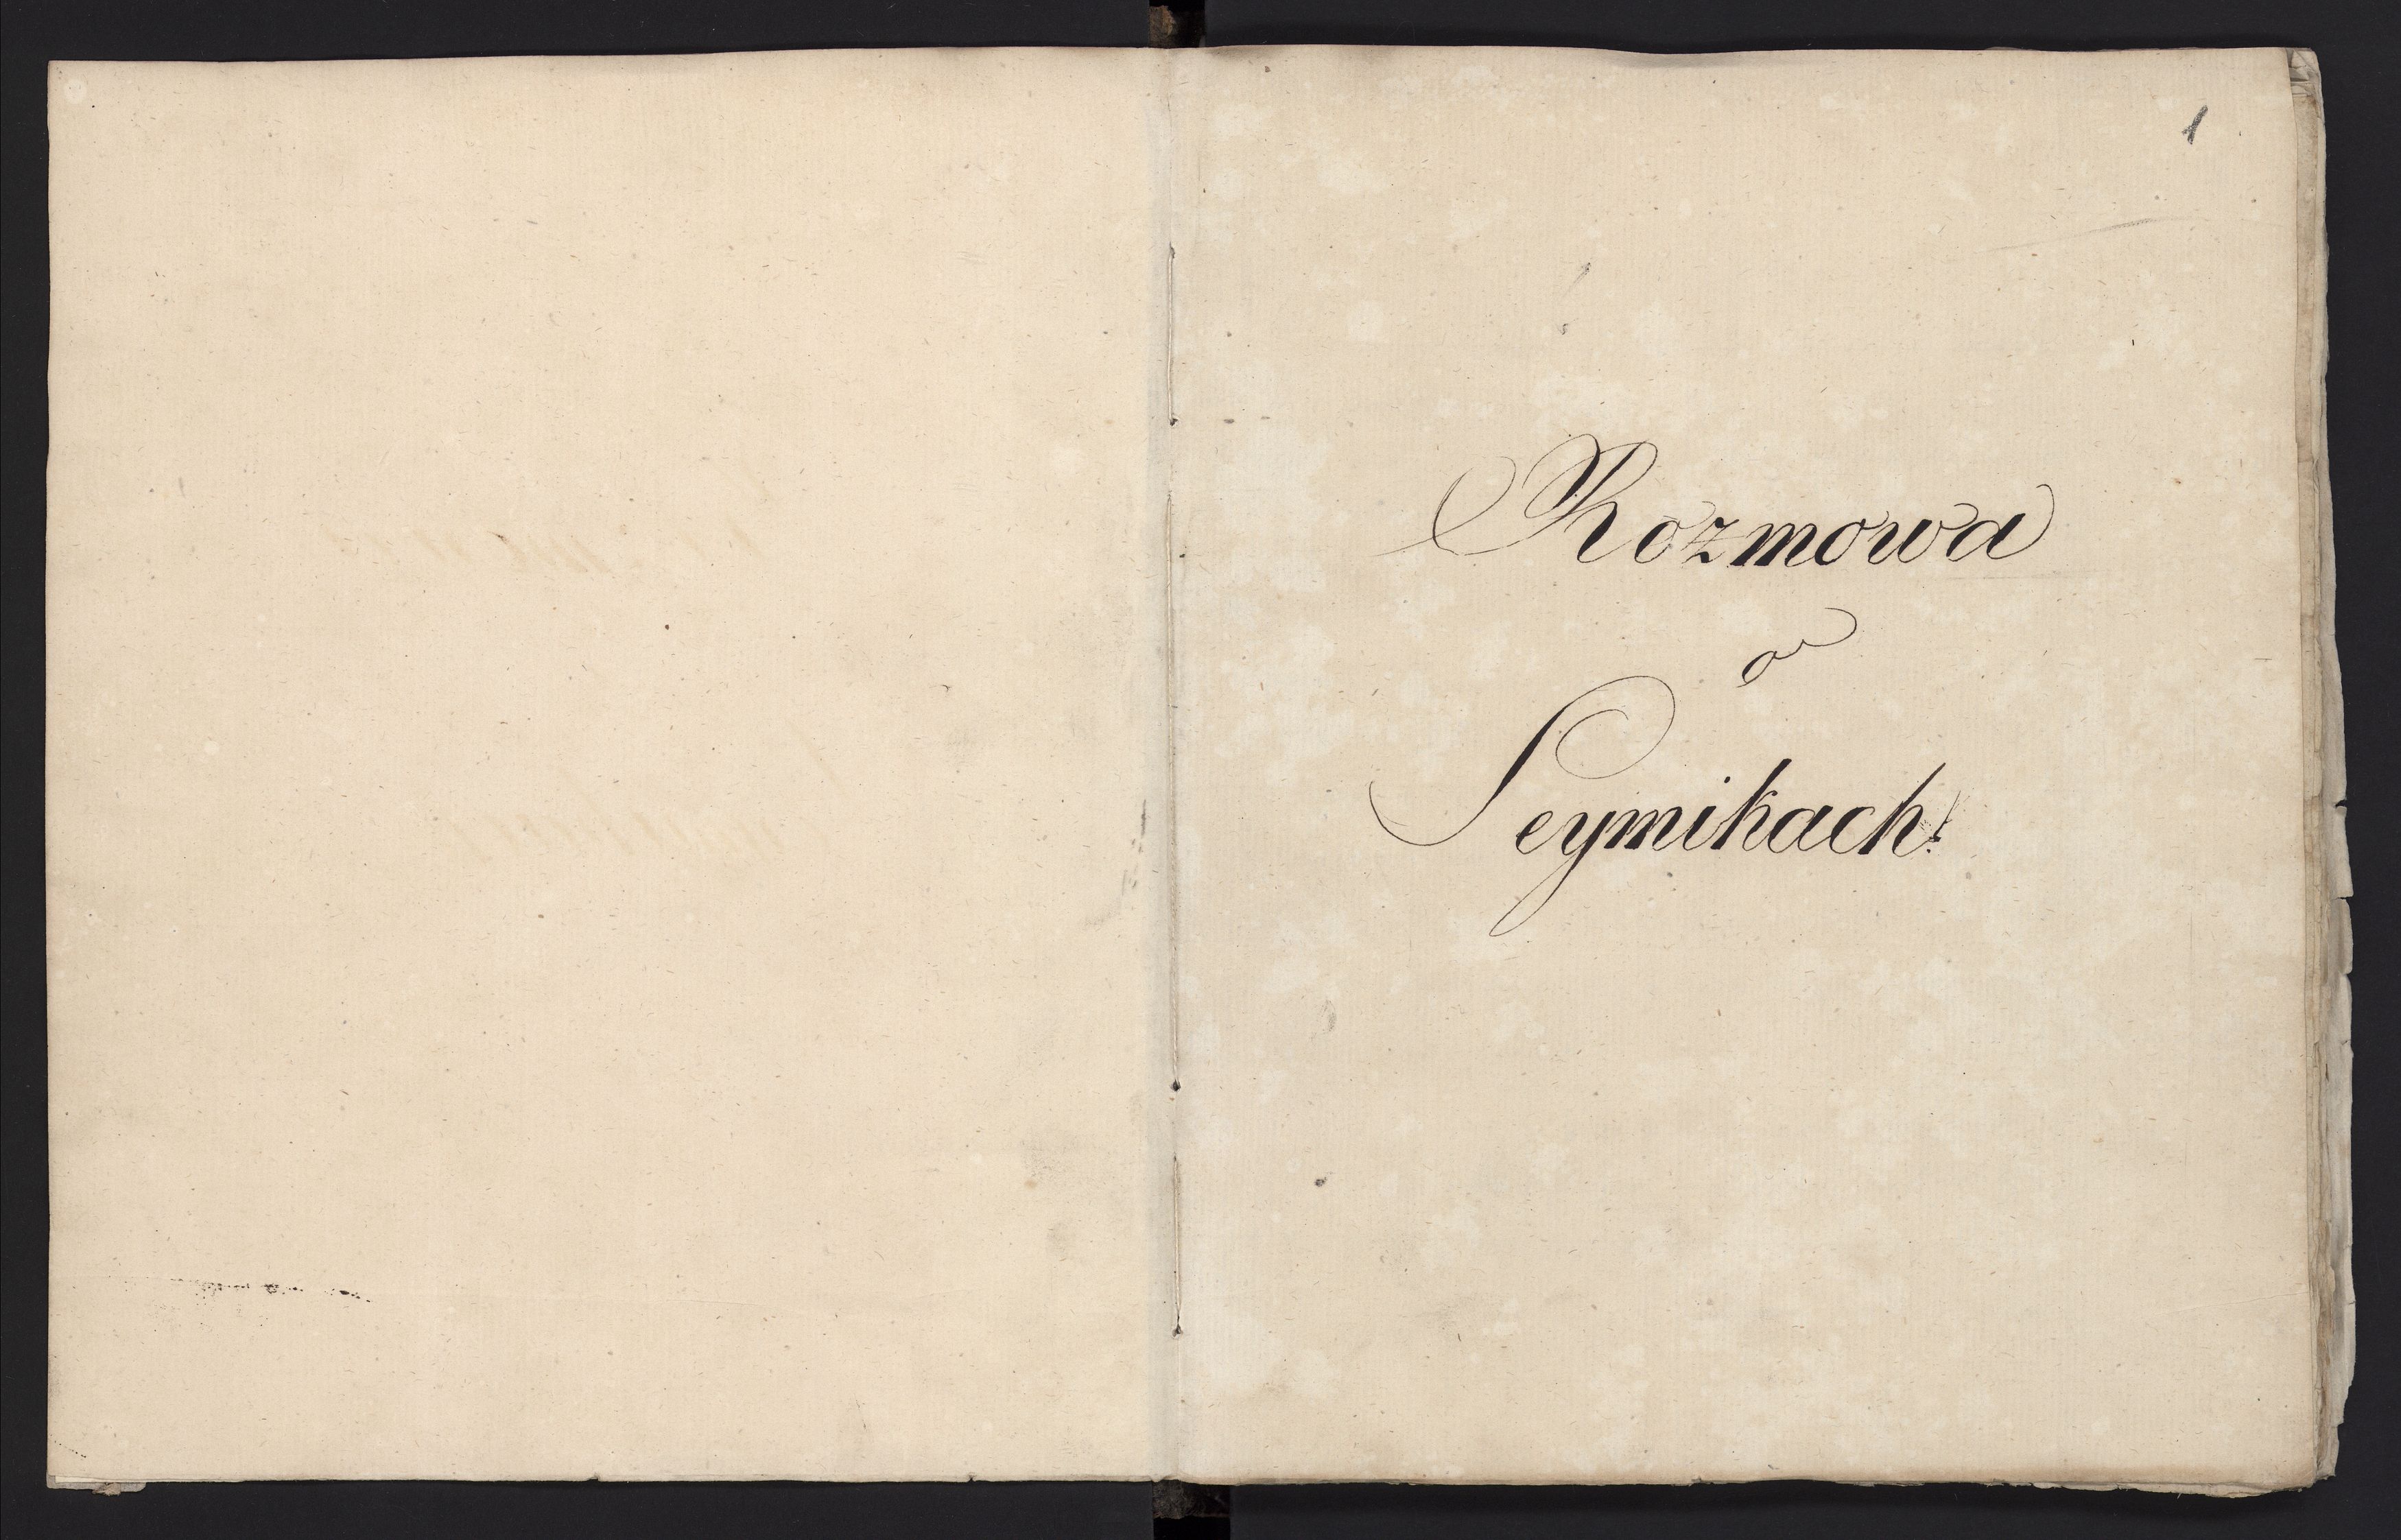 1
Rozmowa
o
Seymikach.